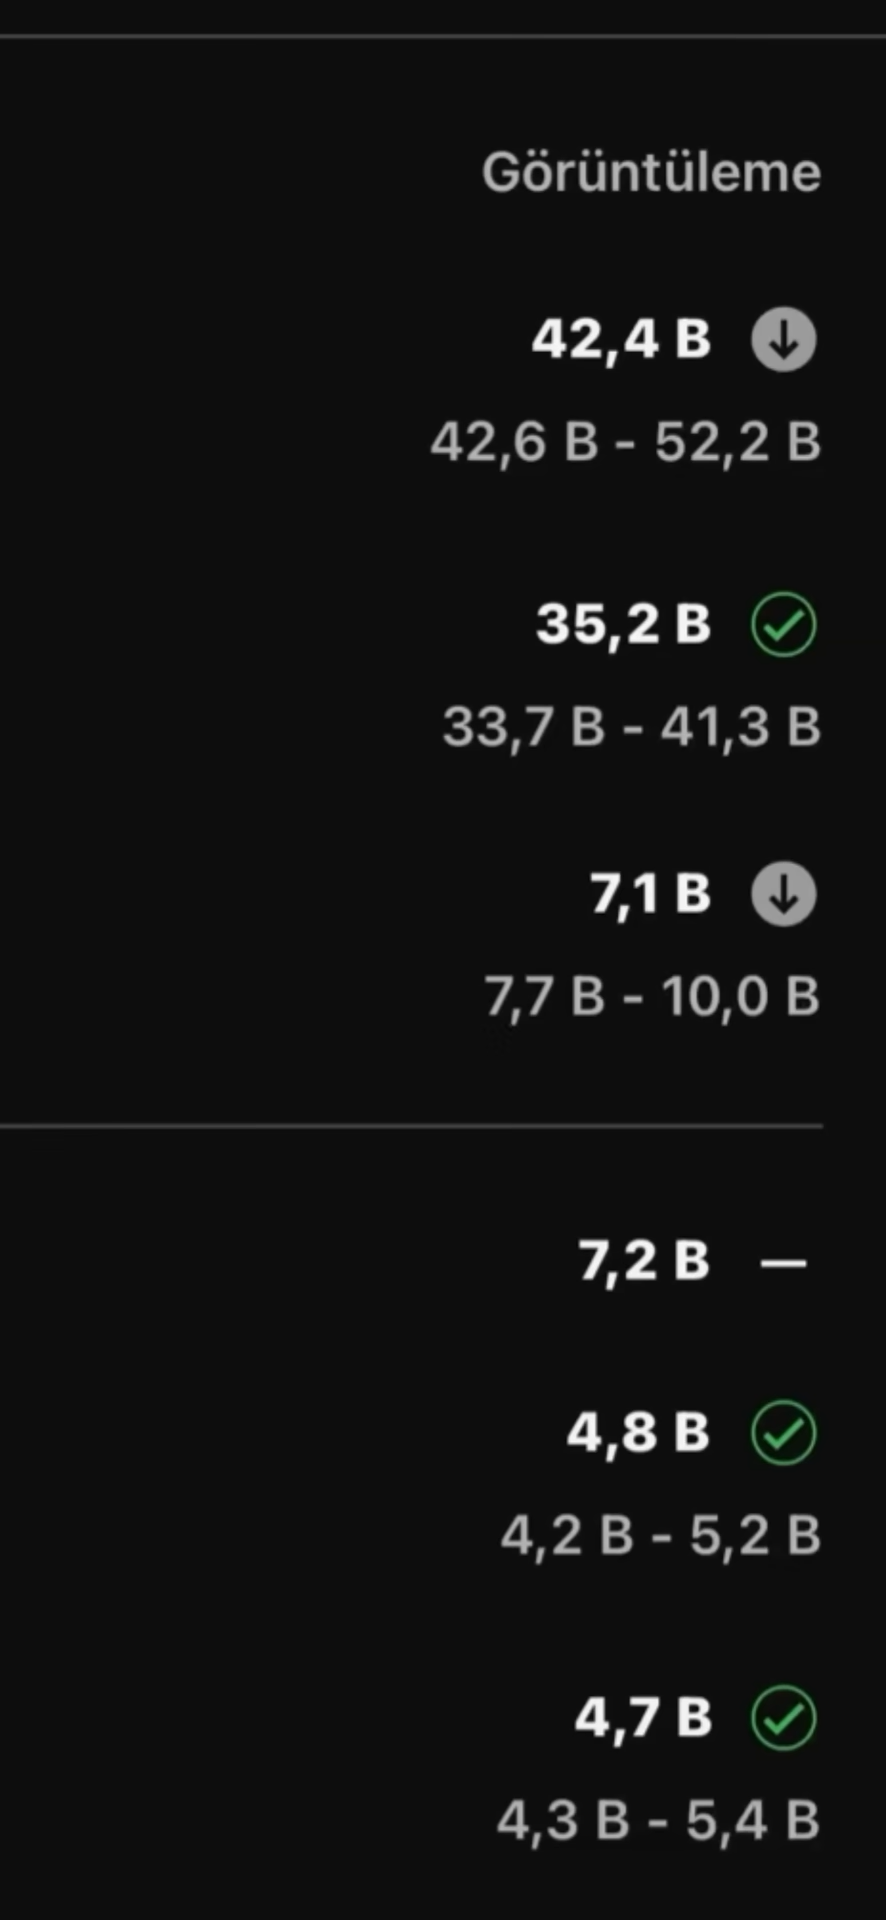 Görüntüleme
42,4 B
42,6 B - 52,2 B
35,2 B
33,7 B - 41,3 B
7,1 B
7,7 B - 10,0 B
7,2 B —
4,8 B
4,2 B - 5,2 B
4,7 B
4,3 B - 5,4 B